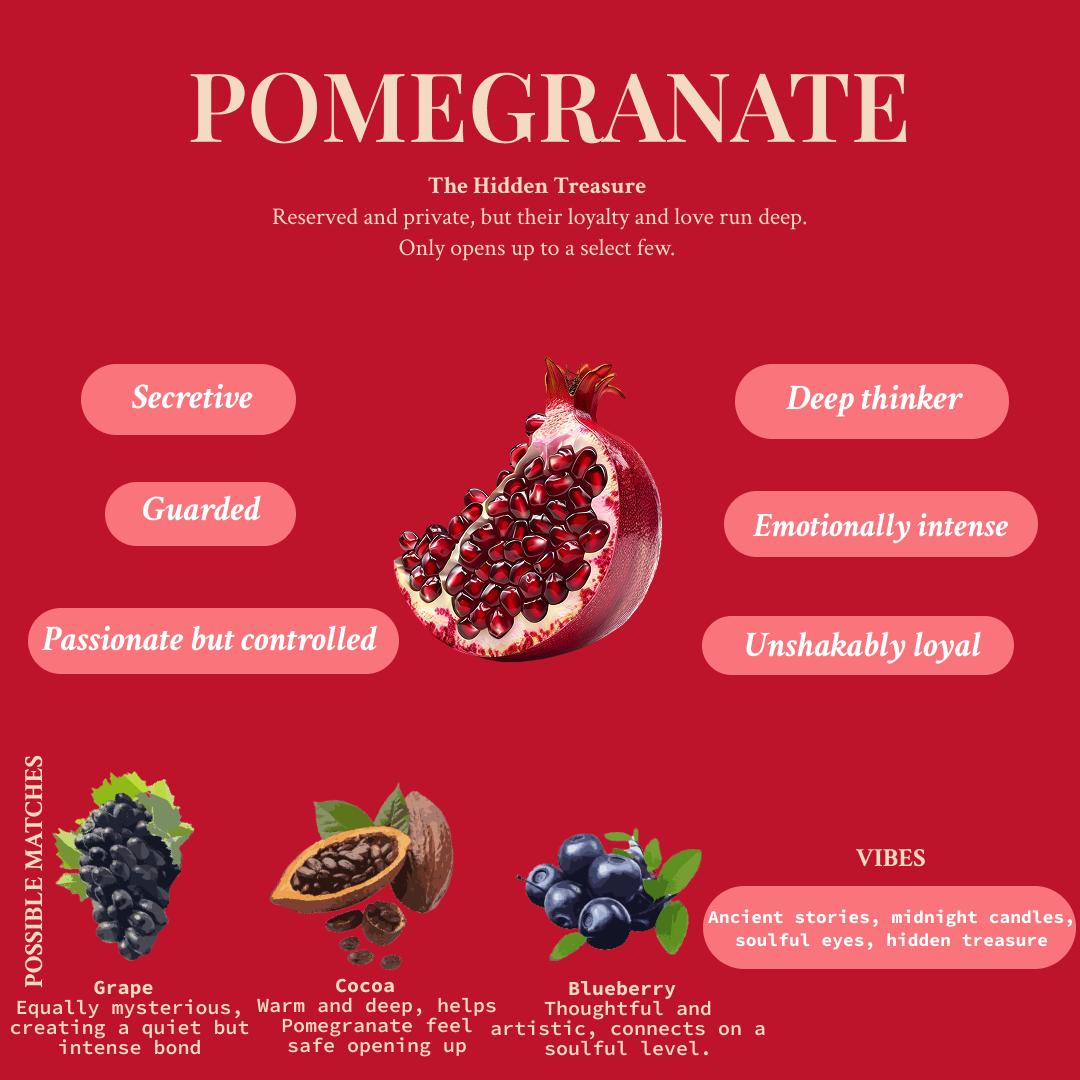 POMEGRANATE
The Hidden Treasure
Reserved and private, but their loyalty and love run deep.
Only opens up to a select few.
Secretive
Deep thinker
Guarded
Emotionally intense
Passionate but controlled
Unshakably loyal
POSSIBLE MATCHES
Grape
Equally mysterious,
creating a quiet but
intense bond
Cocoa
Warm and deep, helps
Pomegranate feel
safe opening up
Blueberry
Thoughtful and
artistic, connects on a
soulful level.
VIBES
Ancient stories, midnight candles,
soulful eyes, hidden treasure